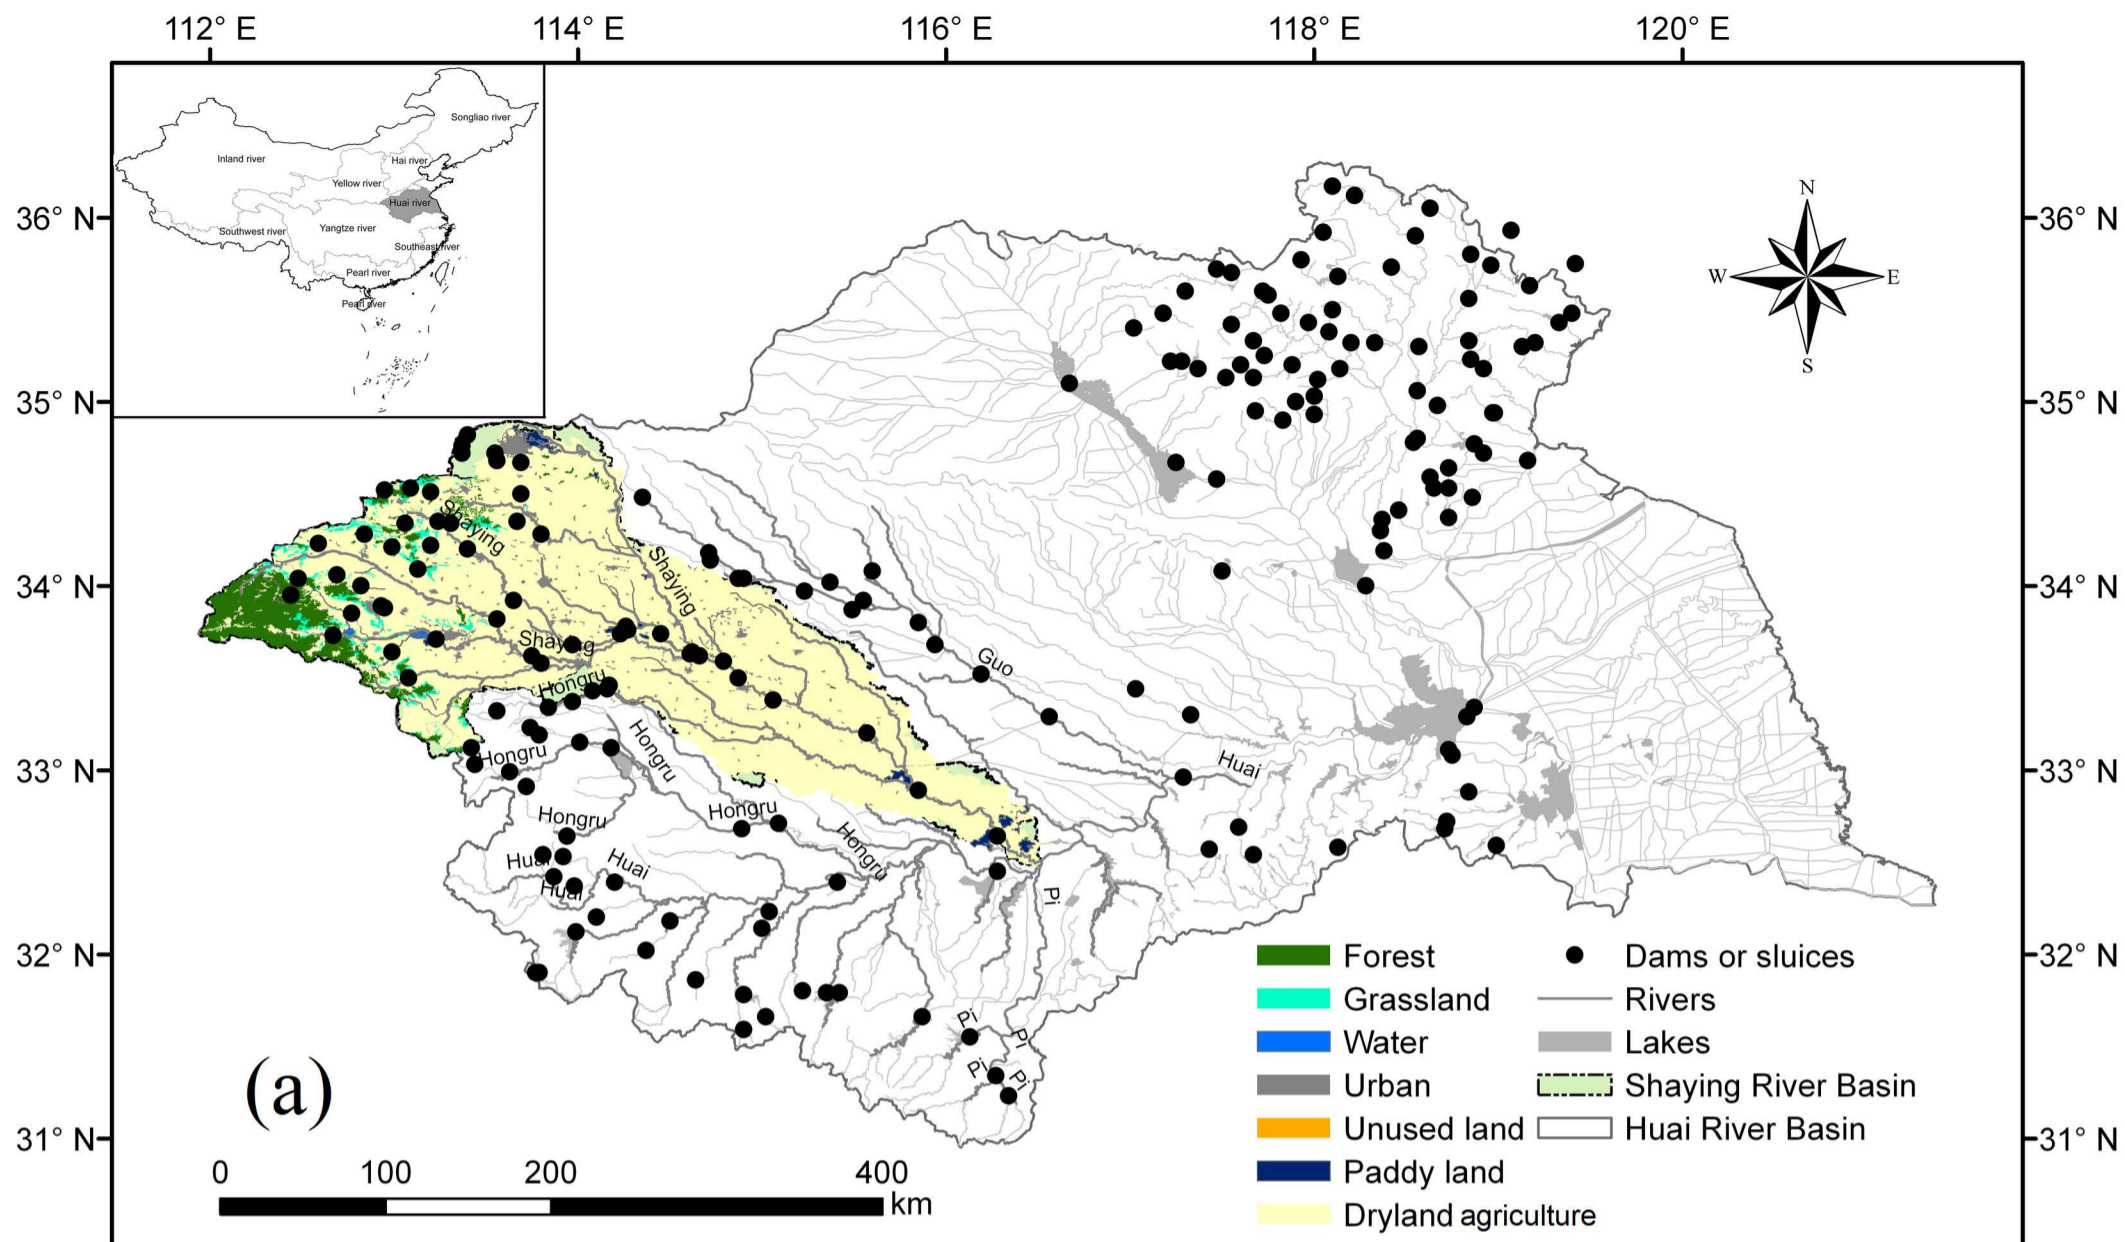 112° E 114° E 116° E 118° E 120° E
Songliao river
Inland river
Hai river
Yellow river
Huai river
Southwest river
Yangtze river
Southeast river
Pearl river
Pearl river
N
W E
S
36° N 36° N
35° N 35° N
34° N 34° N
33° N 33° N
32° N 32° N
31° N 31° N
Shaying
Shaying
Shaying
Hongru
Guo
Hongru
Hongru
Huai
Hongru
Hongru
Hongru
Huai
Huai
Huai
Pi
Pi
Pi
Pi
Pi
(a)
0 100 200 400
km
Forest
Grassland
Water
Urban
Unused land
Paddy land
Dryland agriculture
Dams or sluices
Rivers
Lakes
Shaying River Basin
Huai River Basin